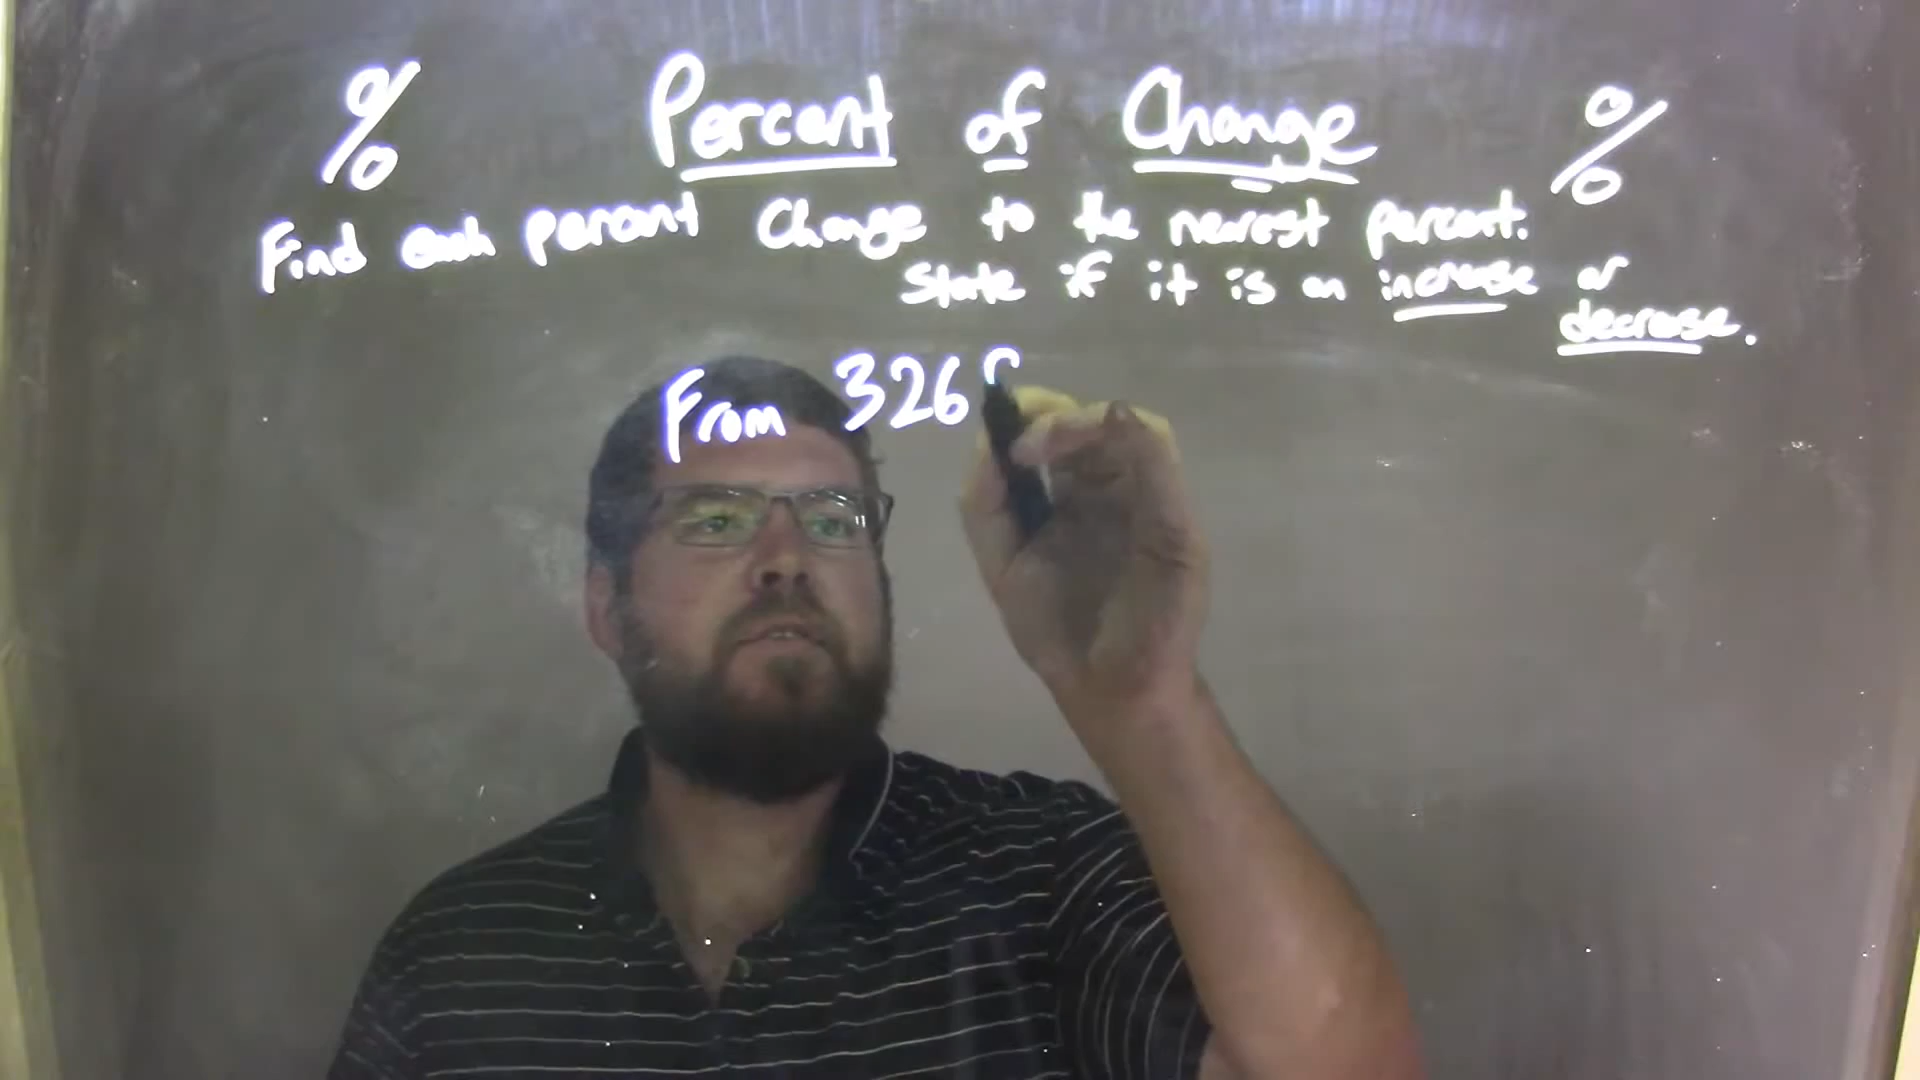 % Percent of Change %
Find each percent change to the nearest percent.
State if it is an increase or
decrease.
From 326